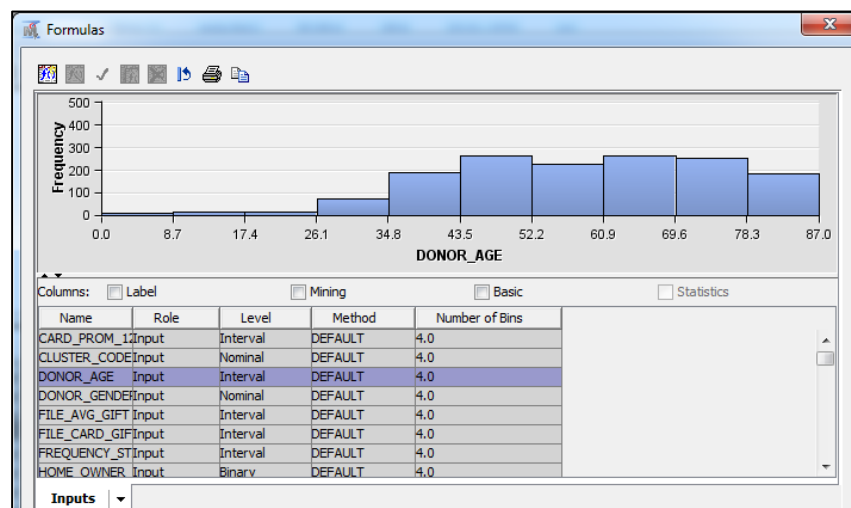 Formulas
500
400
300
200
100
0
Frequency
0.0 8.7 17.4 26.1 34.8 43.5 52.2 60.9 69.6 78.3 87.0
DONOR_AGE
Columns: Label Mining Basic Statistics
Name Role Level Method Number of Bins
CARD_PROM_12 Input Interval DEFAULT 4.0
CLUSTER_CODE Input Nominal DEFAULT 4.0
DONOR_AGE Input Interval DEFAULT 4.0
DONOR_GENDER Input Nominal DEFAULT 4.0
FILE_AVG_GIFT Input Interval DEFAULT 4.0
FILE_CARD_GIF Input Interval DEFAULT 4.0
FREQUENCY_ST Input Interval DEFAULT 4.0
HOME_OWNER Input Binary DEFAULT 4.0
Inputs